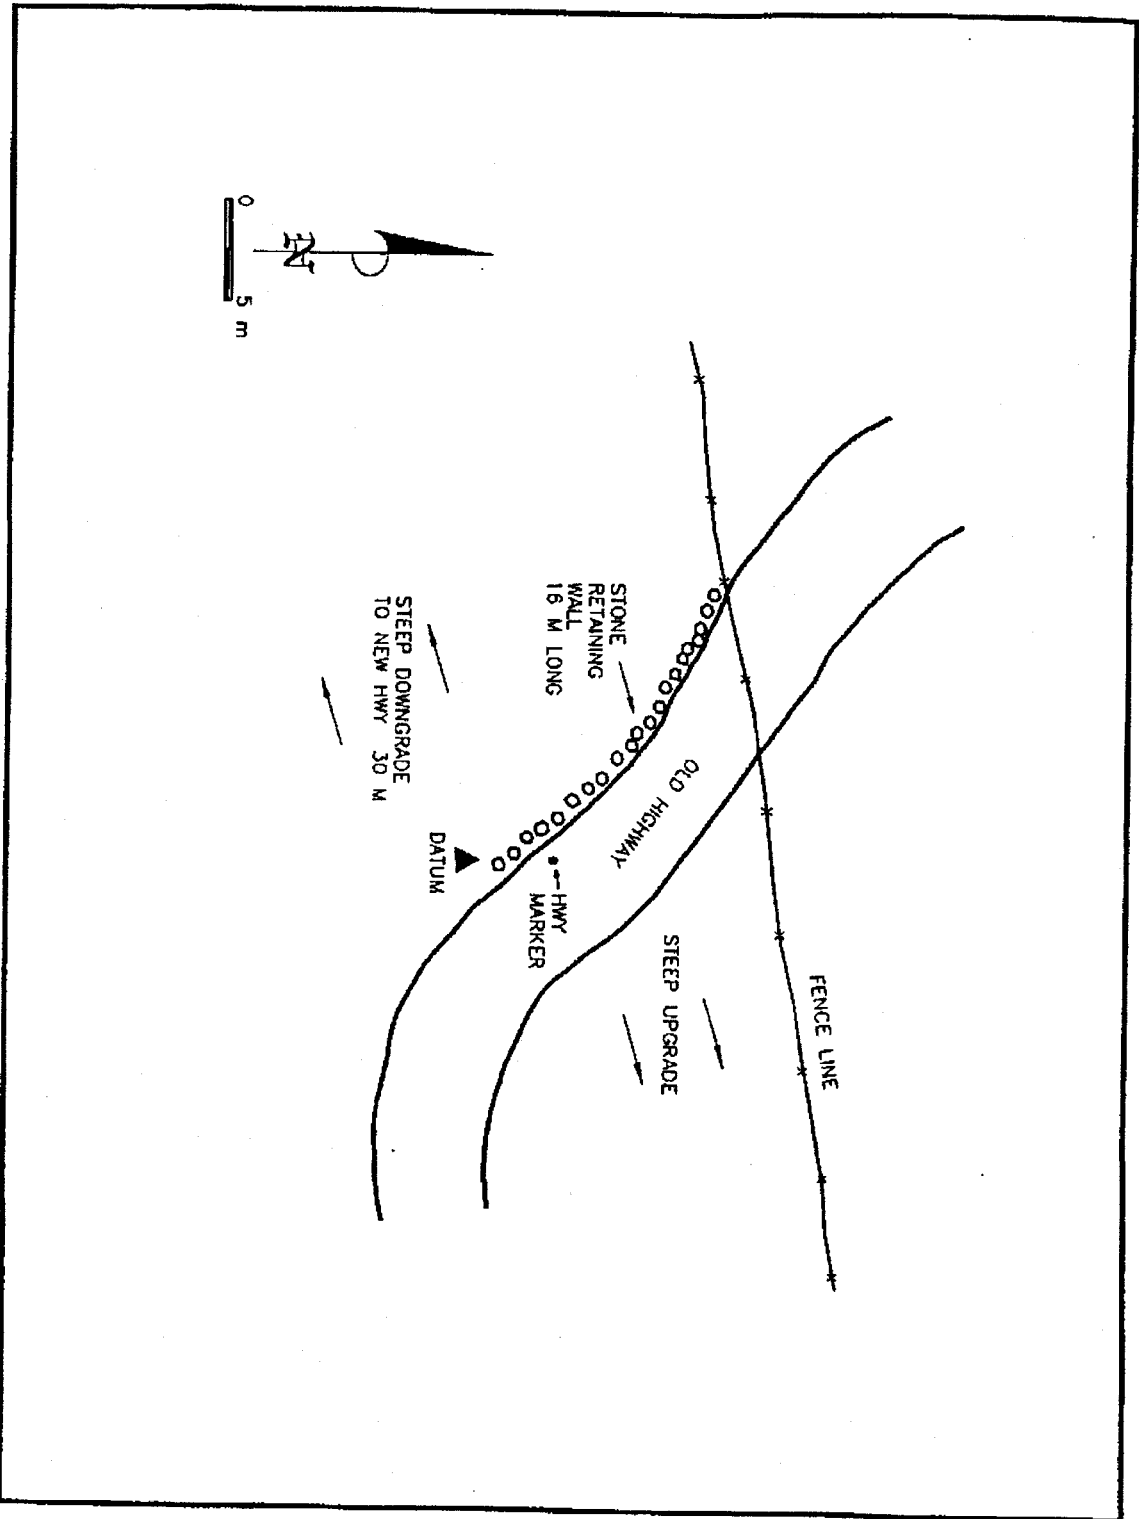 FENCE LINE
OLD HIGHWAY
STEEP UPGRADE
STONE
RETAINING
WALL
16 M LONG
HWY
MARKER
DATUM
STEEP DOWNGRADE
TO NEW HWY 30 M
N
0 5 m